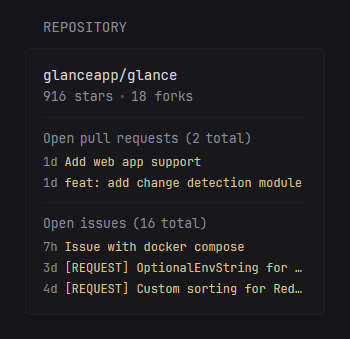 REPOSITORY
glanceapp/glance
916 stars • 18 forks
Open pull requests (2 total)
1d Add web app support
1d feat: add change detection module
Open issues (16 total)
7h Issue with docker compose
3d [REQUEST] OptionalEnvString for …
4d [REQUEST] Custom sorting for Red…